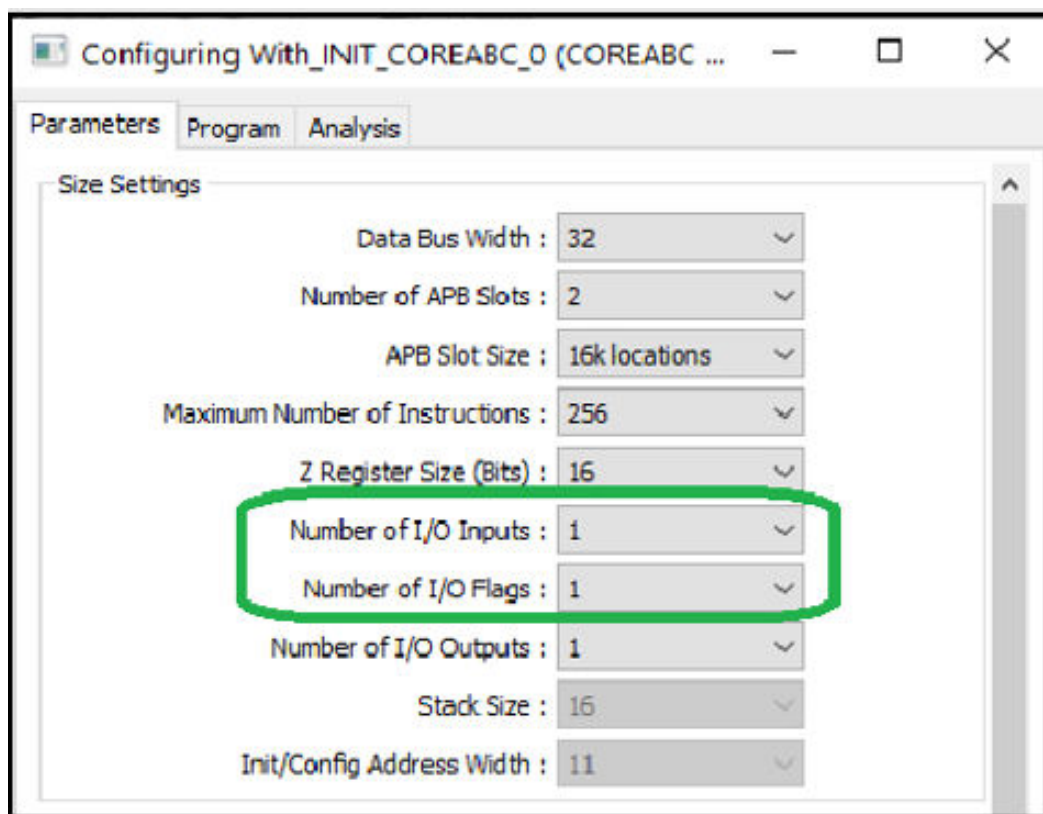 Configuring With_INIT_COREABC_0 (COREABC ...
Parameters Program Analysis
Size Settings
Data Bus Width : 32
Number of APB Slots : 2
APB Slot Size : 16k locations
Maximum Number of Instructions : 256
Z Register Size (Bits) : 16
Number of I/O Inputs : 1
Number of I/O Flags : 1
Number of I/O Outputs : 1
Stack Size : 16
Init/Config Address Width : 11